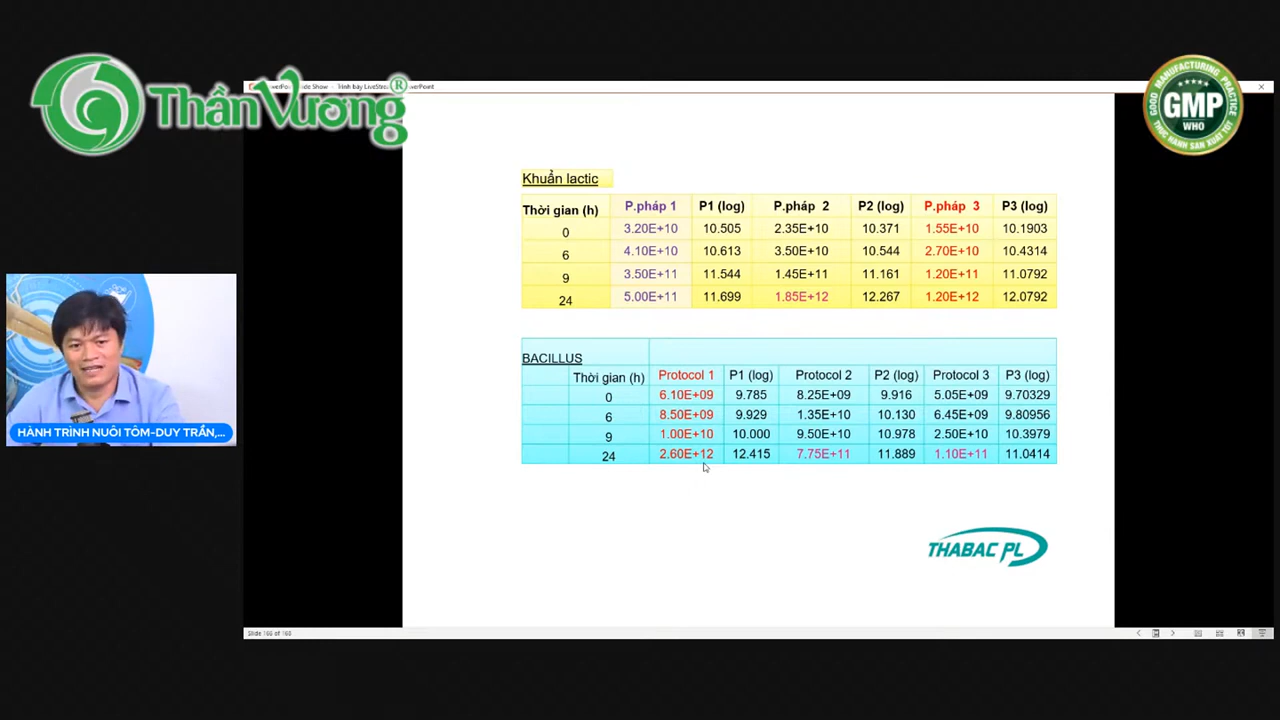 Thần Vương®
PowerPoint
GOOD MANUFACTURING PRACTICE
GMP
WHO
THỰC HÀNH SẢN XUẤT TỐT
Khuẩn lactic
Thời gian (h) P.pháp 1 P1 (log) P.pháp 2 P2 (log) P.pháp 3 P3 (log)
0 3.20E+10 10.505 2.35E+10 10.371 1.55E+10 10.1903
6 4.10E+10 10.613 3.50E+10 10.544 2.70E+10 10.4314
9 3.50E+11 11.544 1.45E+11 11.161 1.20E+11 11.0792
24 5.00E+11 11.699 1.85E+12 12.267 1.20E+12 12.0792
BACILLUS
Thời gian (h) Protocol 1 P1 (log) Protocol 2 P2 (log) Protocol 3 P3 (log)
0 6.10E+09 9.785 8.25E+09 9.916 5.05E+09 9.70329
6 8.50E+09 9.929 1.35E+10 10.130 6.45E+09 9.80956
9 1.00E+10 10.000 9.50E+10 10.978 2.50E+10 10.3979
24 2.60E+12 12.415 7.75E+11 11.889 1.10E+11 11.0414
HÀNH TRÌNH NUÔI TÔM-DUY TRẦN,...
THABAC PL